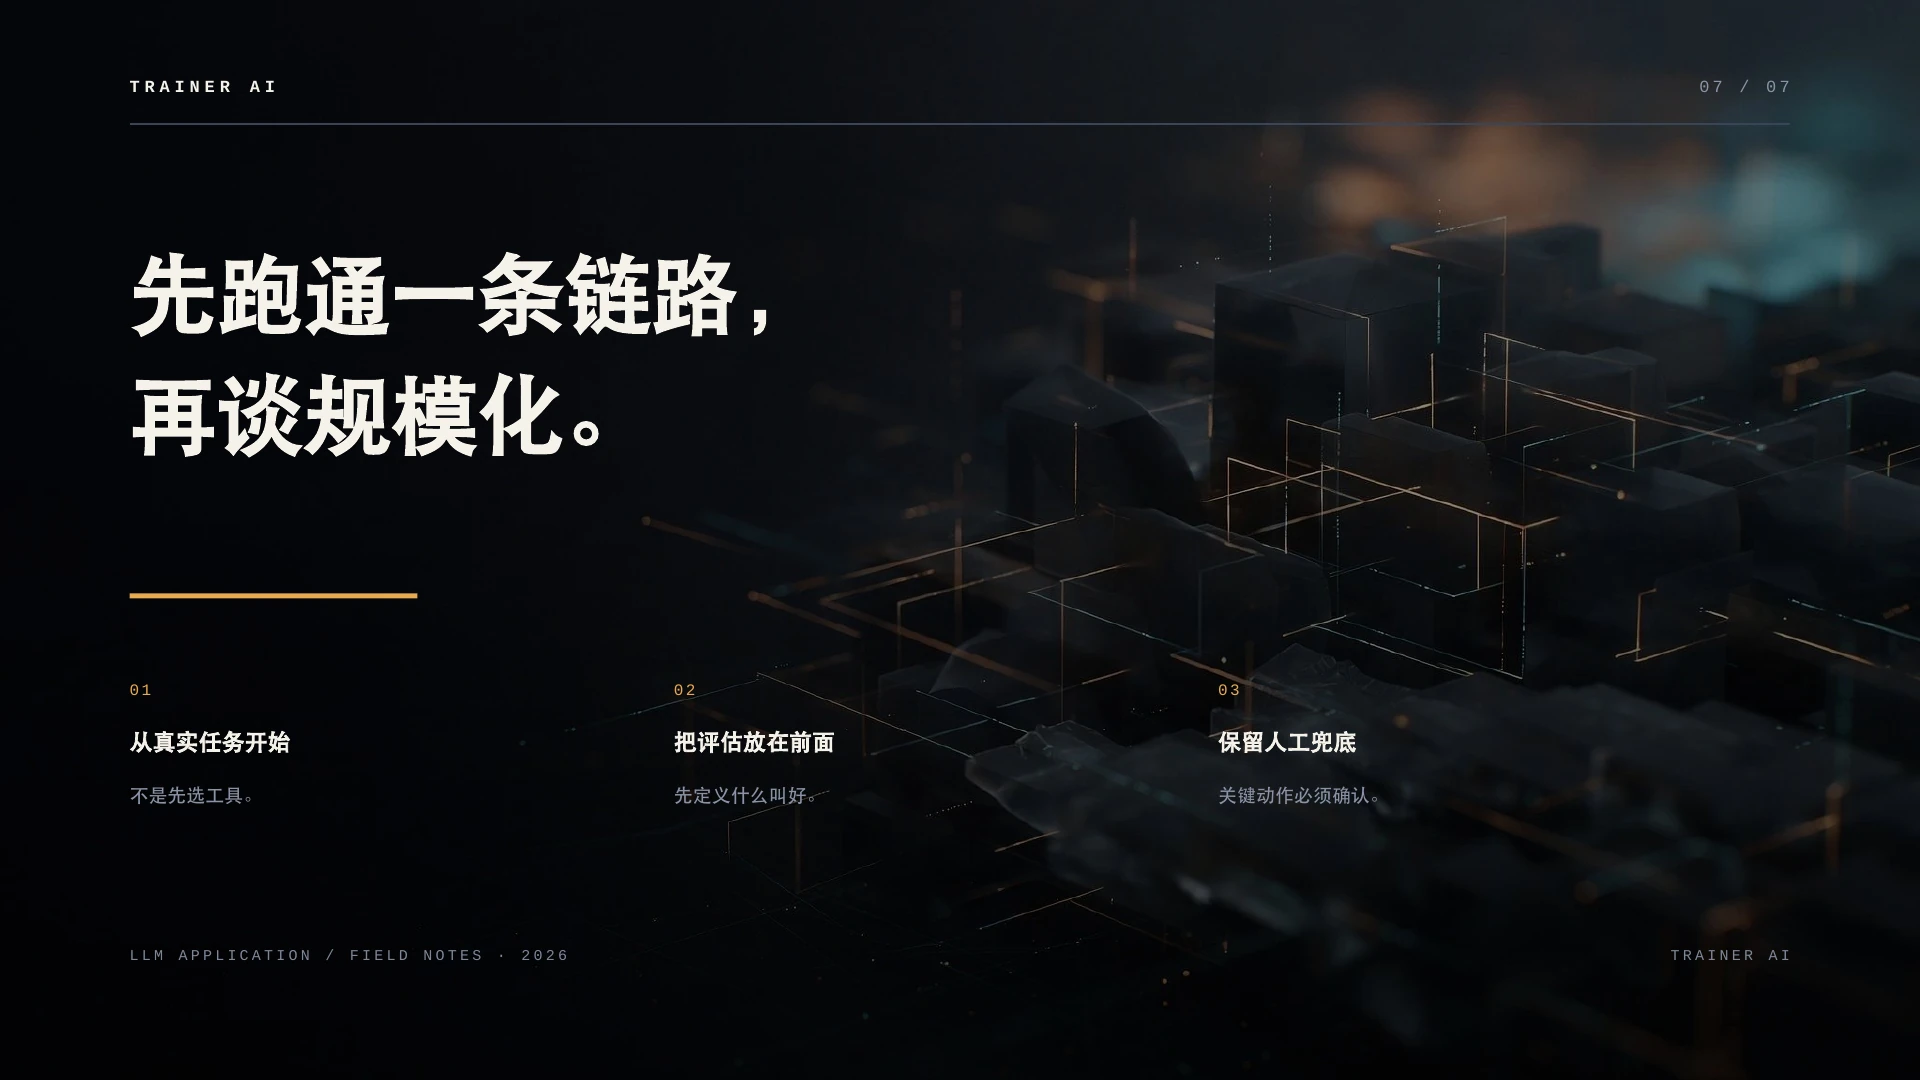 TRAINER AI
07 / 07
先跑通一条链路，
再谈规模化。
01
从真实任务开始
不是先选工具。
02
把评估放在前面
先定义什么叫好。
03
保留人工兜底
关键动作必须确认。
LLM APPLICATION / FIELD NOTES · 2026
TRAINER AI